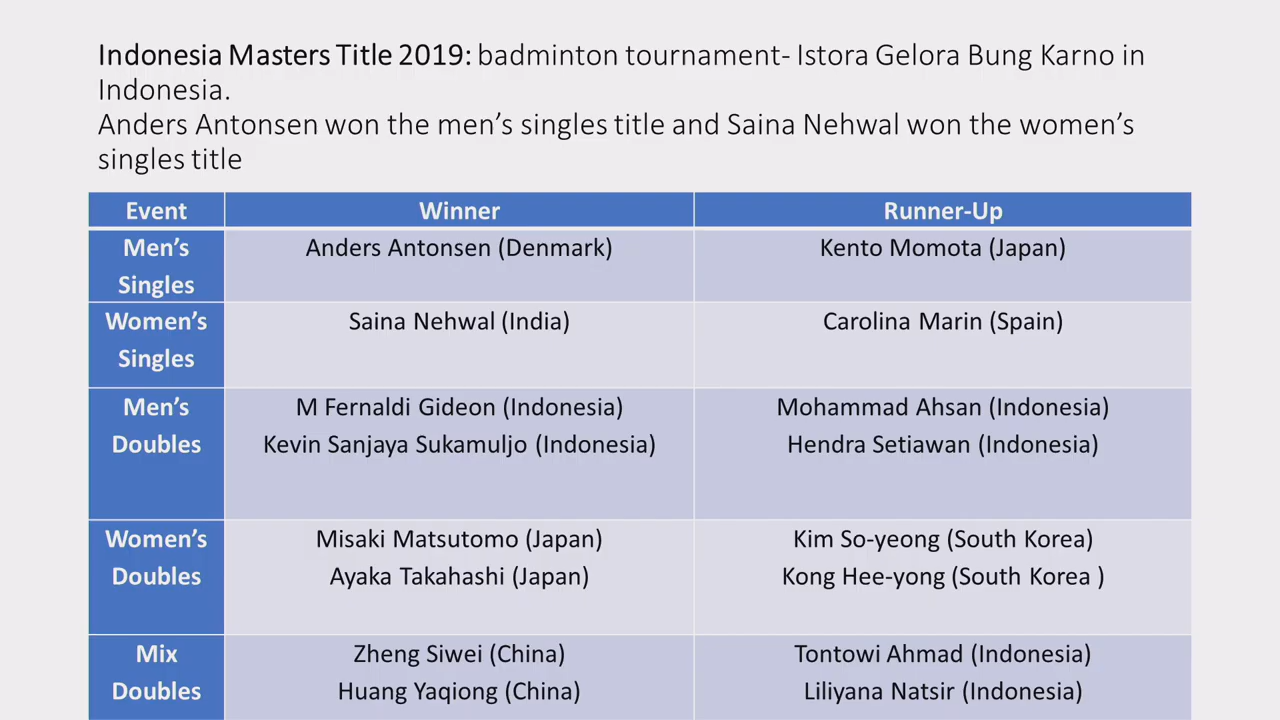 Indonesia Masters Title 2019: badminton tournament- Istora Gelora Bung Karno in
Indonesia.
Anders Antonsen won the men's singles title and Saina Nehwal won the women's
singles title
Event Winner Runner-Up
Men's Anders Antonsen (Denmark) Kento Momota (Japan)
Singles
Women's Saina Nehwal (India) Carolina Marin (Spain)
Singles
Men's M Fernaldi Gideon (Indonesia) Mohammad Ahsan (Indonesia)
Doubles Kevin Sanjaya Sukamuljo (Indonesia) Hendra Setiawan (Indonesia)
Women's Misaki Matsutomo (Japan) Kim So-yeong (South Korea)
Doubles Ayaka Takahashi (Japan) Kong Hee-yong (South Korea )
Mix Zheng Siwei (China) Tontowi Ahmad (Indonesia)
Doubles Huang Yaqiong (China) Liliyana Natsir (Indonesia)